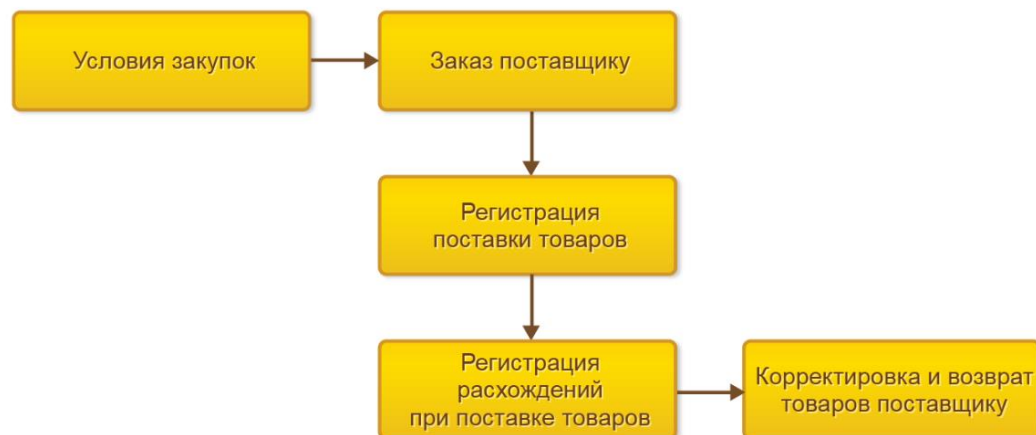 Условия закупок
Заказ поставщику
Регистрация
поставки товаров
Регистрация
расхождений
при поставке товаров
Корректировка и возврат
товаров поставщику